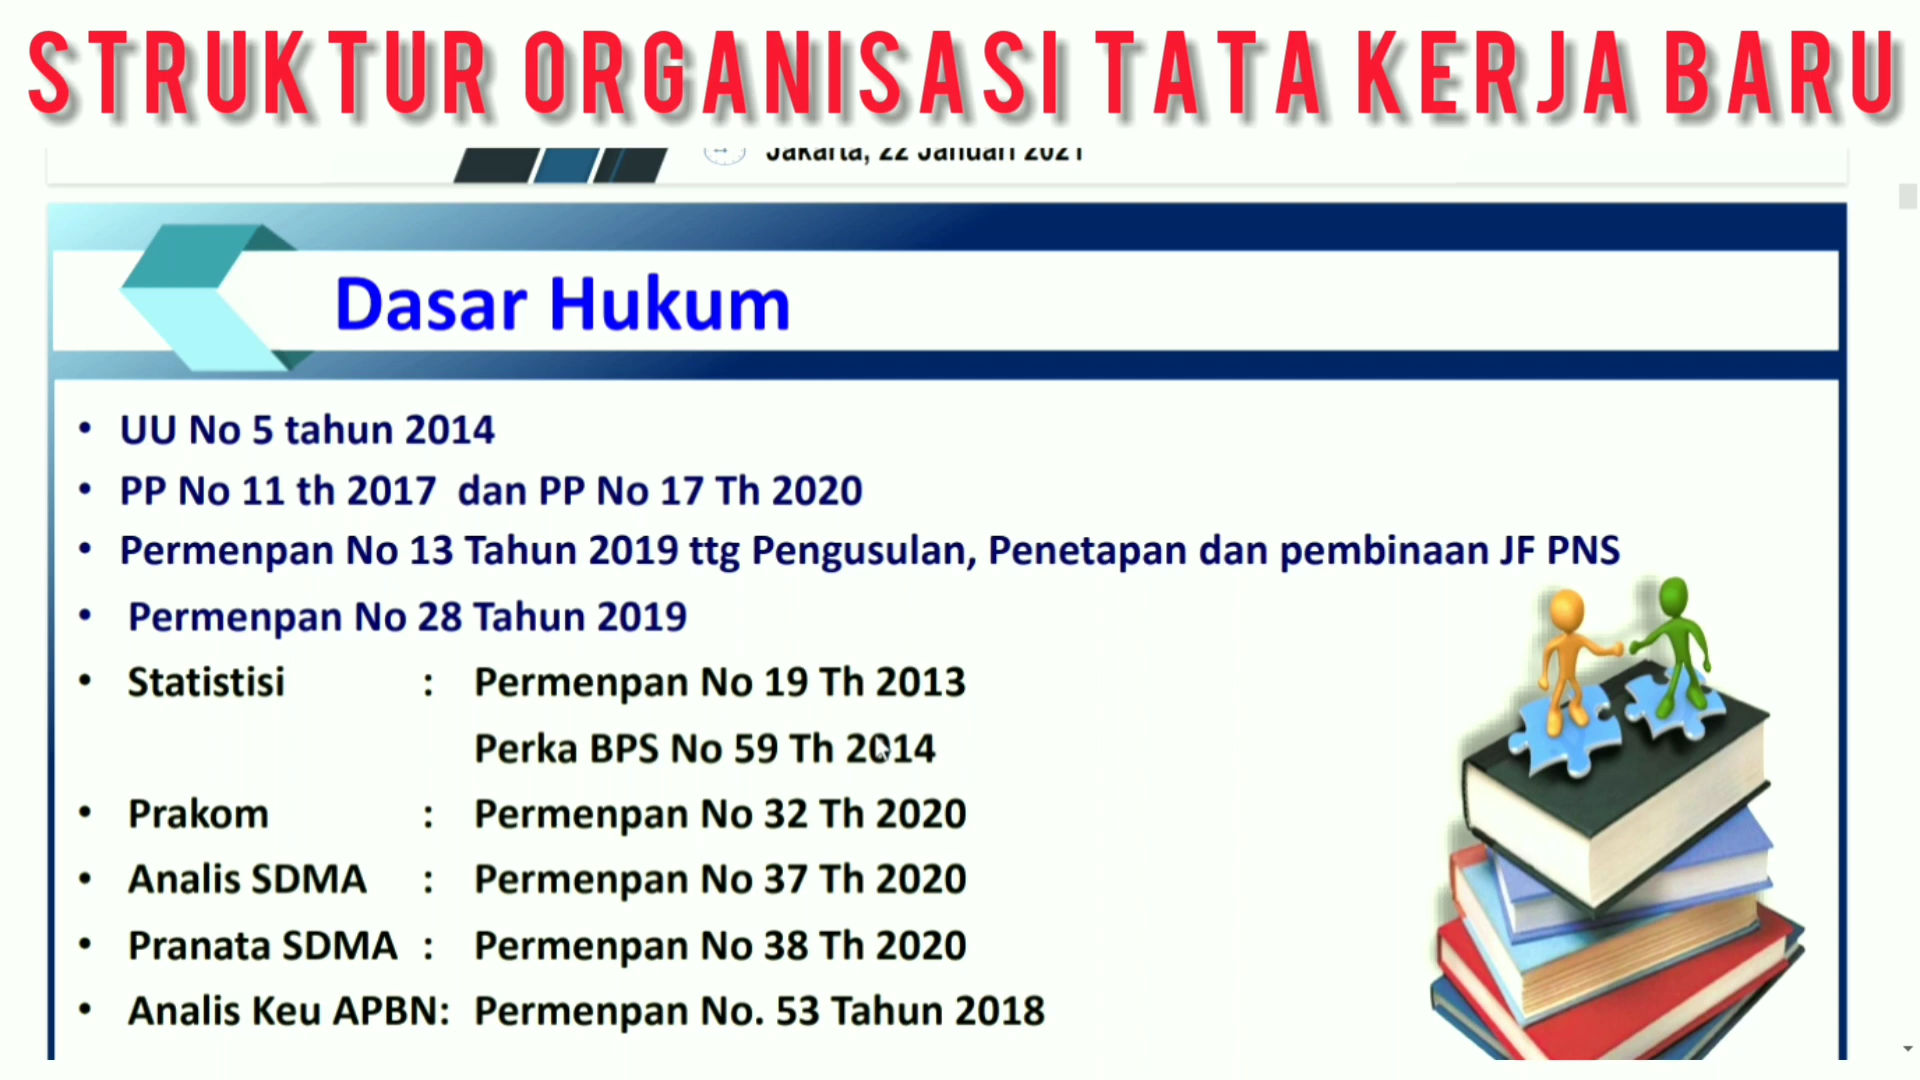 STRUKTUR ORGANISASI TATA KERJA BARU
Jakarta, 22 Januari 2021
Dasar Hukum
• UU No 5 tahun 2014
• PP No 11 th 2017 dan PP No 17 Th 2020
• Permenpan No 13 Tahun 2019 ttg Pengusulan, Penetapan dan pembinaan JF PNS
• Permenpan No 28 Tahun 2019
• Statistisi : Permenpan No 19 Th 2013
Perka BPS No 59 Th 2014
• Prakom : Permenpan No 32 Th 2020
• Analis SDMA : Permenpan No 37 Th 2020
• Pranata SDMA : Permenpan No 38 Th 2020
• Analis Keu APBN: Permenpan No. 53 Tahun 2018